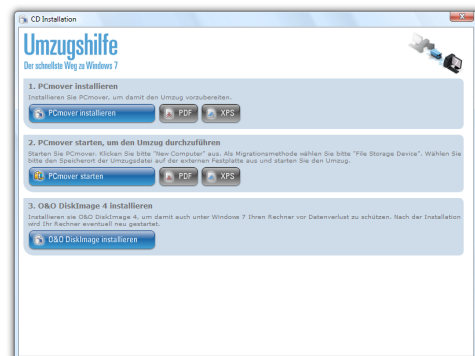 CD Installation
Umzugshilfe
Der schnellste Weg zu Windows 7
1. PCmover installieren
Installieren Sie PCmover, um damit den Umzug vorzubereiten.
PCmover installieren
PDF
XPS
2. PCmover starten, um den Umzug durchzuführen
Starten Sie PCmover. Klicken Sie bitte "New Computer" aus. Als Migrationsmethode wählen Sie bitte "File Storage Device". Wählen Sie
bitte den Speicherort der Umzugsdatei auf der externen Festplatte aus und starten Sie den Umzug.
PCmover starten
PDF
XPS
3. O&O DiskImage 4 installieren
Installieren sie O&O DiskImage 4, um damit auch unter Windows 7 Ihren Rechner vor Datenverlust zu schützen. Nach der Installation
wird Ihr Rechner eventuell neu gestartet.
O&O DiskImage installieren